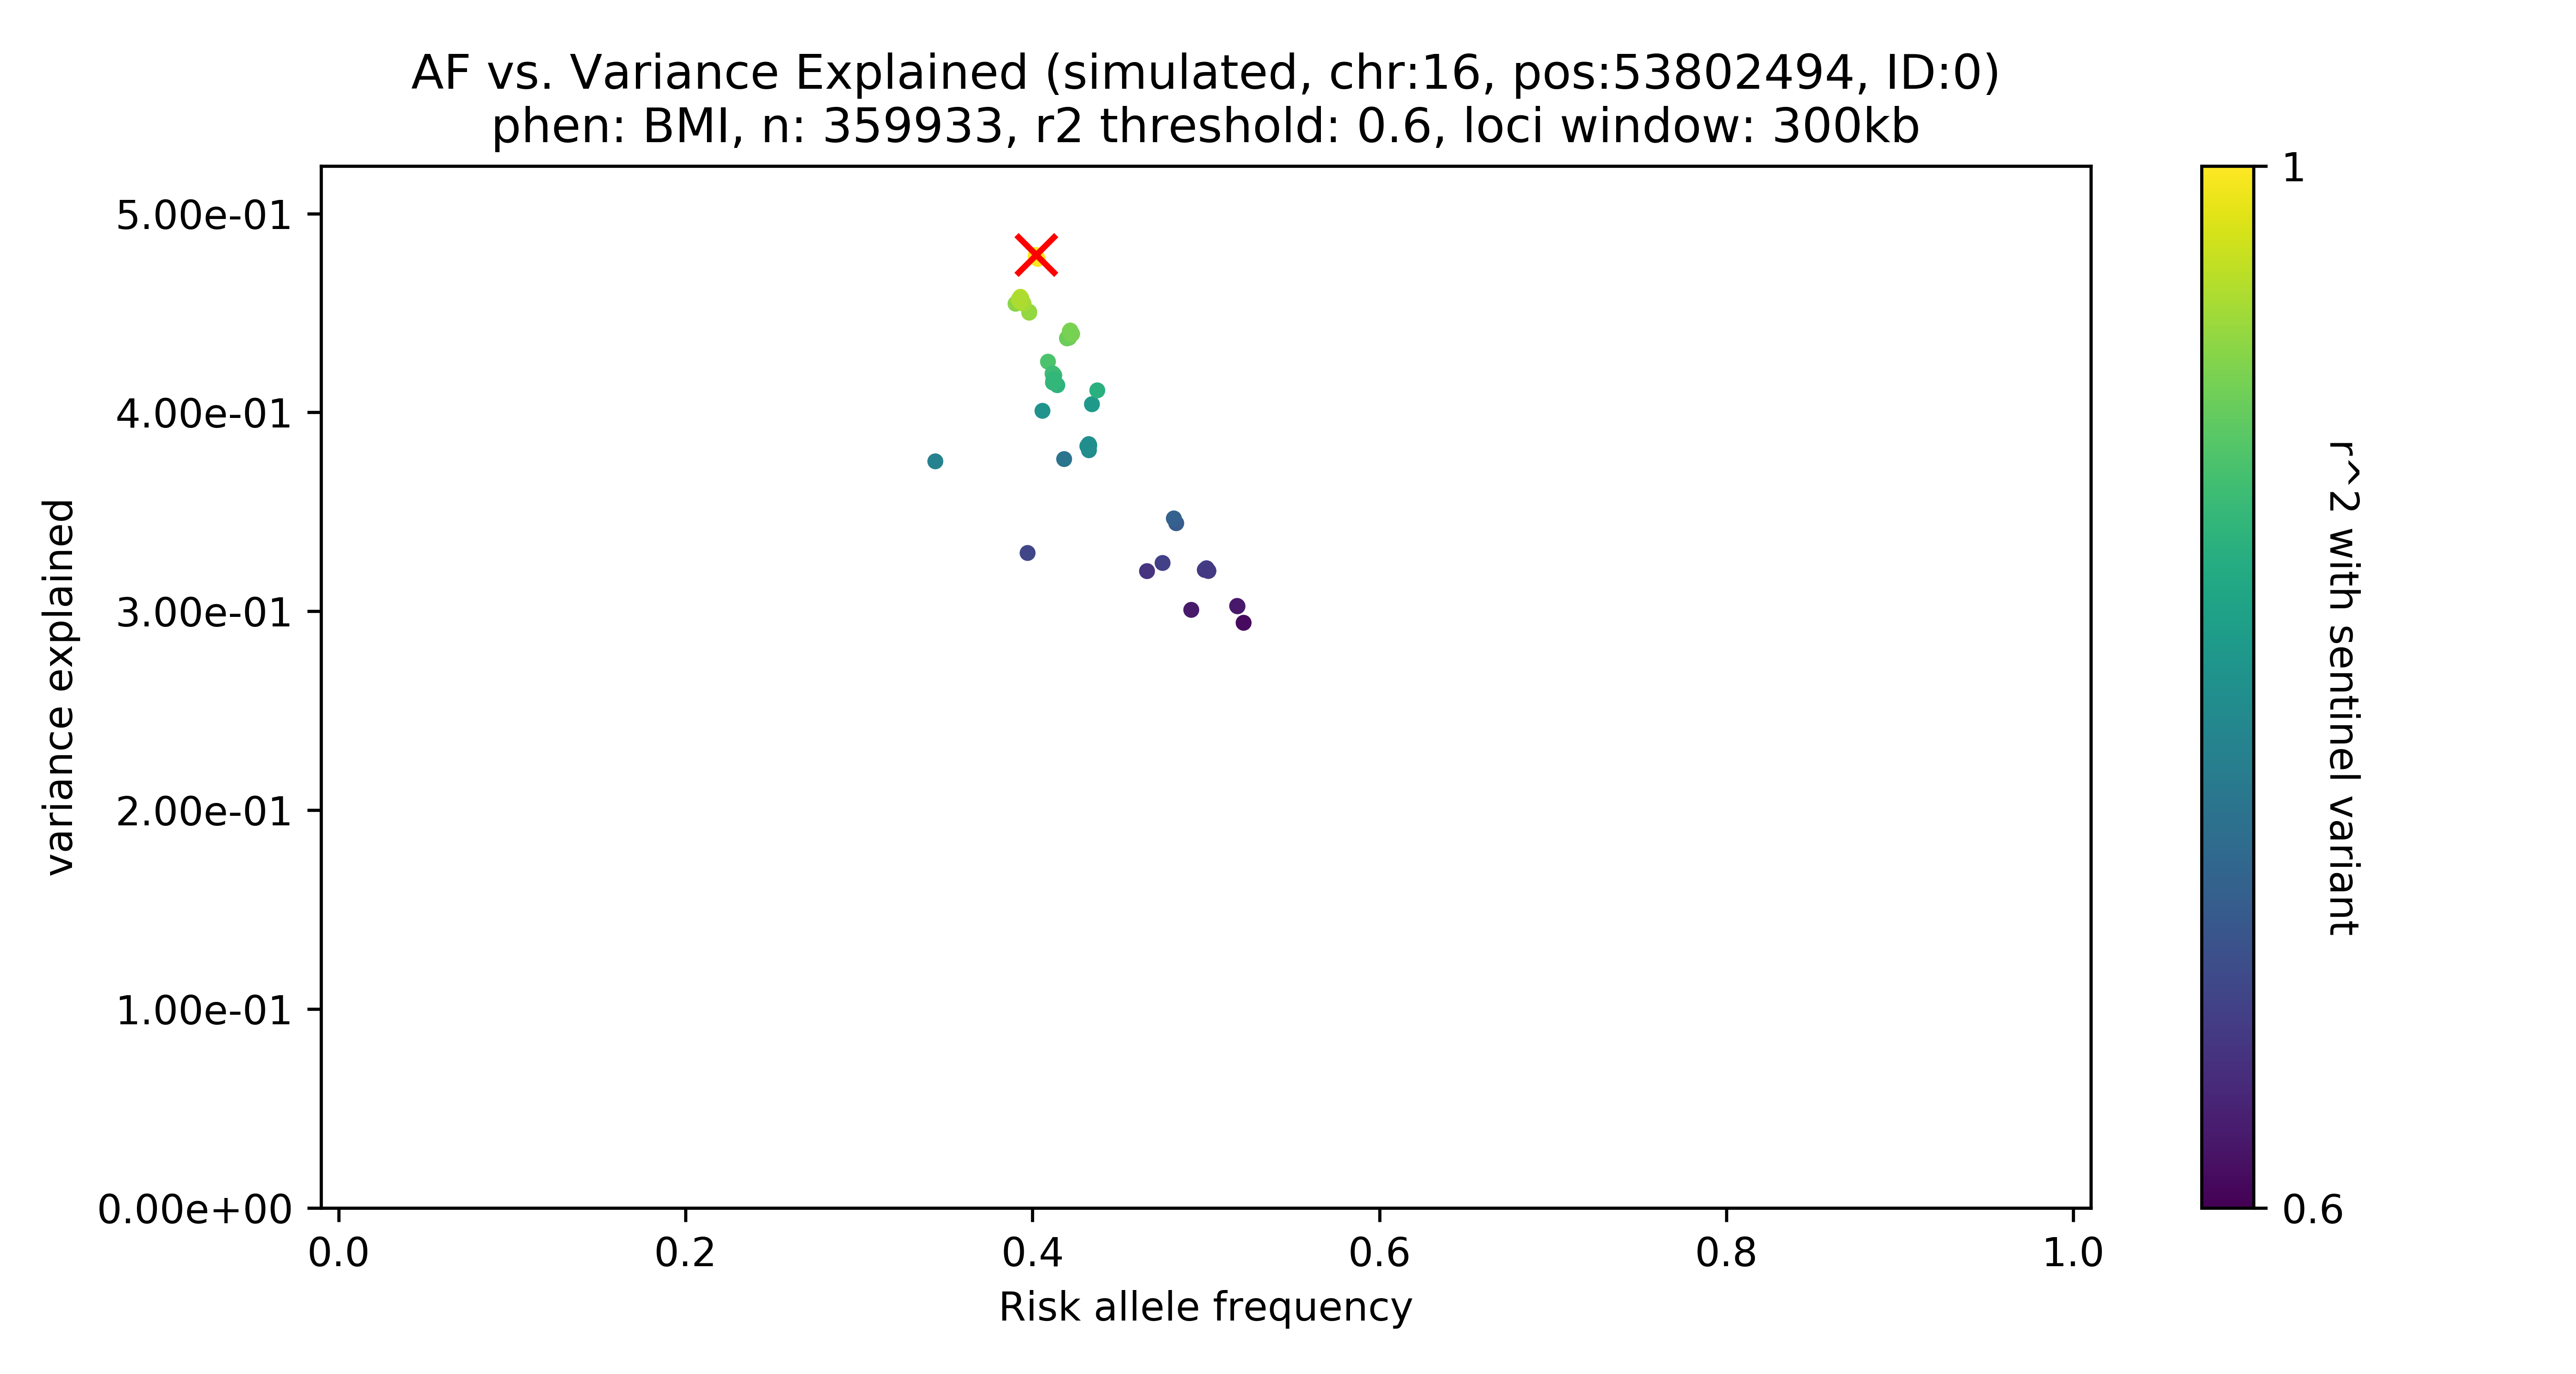 AF vs. Variance Explained (simulated, chr:16, pos:53802494, ID:0)
phen: BMI, n: 359933, r2 threshold: 0.6, loci window: 300kb
5.00e-01
4.00e-01
3.00e-01
2.00e-01
1.00e-01
0.00e+00
variance explained
0.0
0.2
0.4
0.6
0.8
1.0
Risk allele frequency
1
0.6
r^2 with sentinel variant